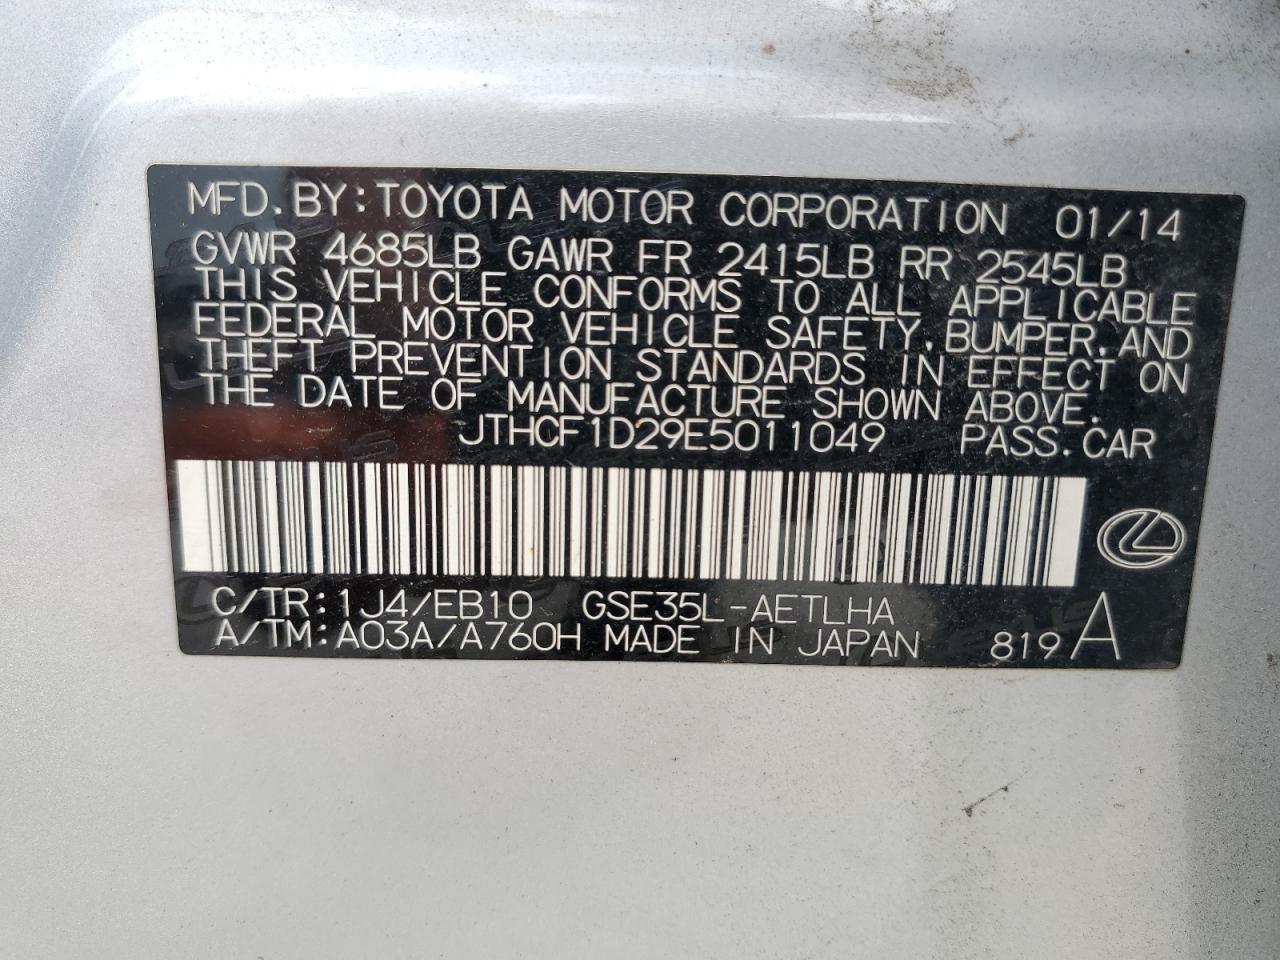 MFD.BY:TOYOTA MOTOR CORPORATION 01/14
GVWR 4685LB GAWR FR 2415LB RR 2545LB
THIS VEHICLE CONFORMS TO ALL APPLICABLE
FEDERAL MOTOR VEHICLE SAFETY,BUMPER,AND
THEFT PREVENTION STANDARDS IN EFFECT ON
THE DATE OF MANUFACTURE SHOWN ABOVE.
JTHCF1D29E5011049 PASS.CAR
C/TR:1J4/EB10 GSE35L-AETLHA
A/TM:A03A/A760H MADE IN JAPAN 819 A